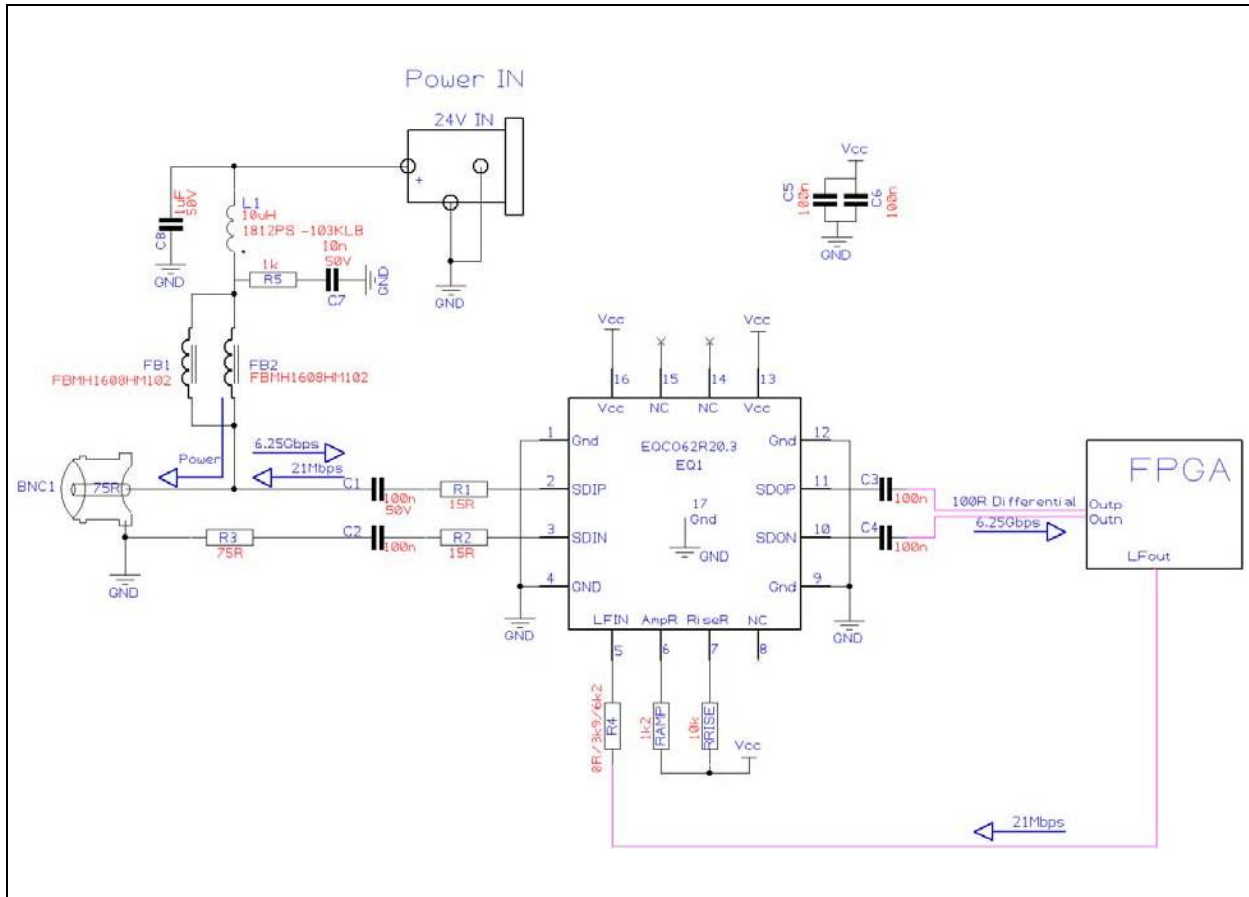 Power IN
24V IN
+
1uF
50V
C8
GND
L1
10uH
1812PS -103KLB
10n
50V
1k
R5
C7
GND
GND
Vcc
C5
100n
C6
100n
GND
FB1
FBMH1608HM102
FB2
FBMH1608HM102
Power
6.25Gbps
21Mbps
BNC1
75R
C1
100n
50V
R1
15R
R3
75R
C2
100n
R2
15R
GND
Vcc
Vcc
16
15
14
13
Vcc
NC
NC
Vcc
1
Gnd
EQCO62R20.3
EQ1
Gnd
12
2
SDIP
SDOP
11
3
SDIN
17
Gnd
GND
SDON
10
4
GND
Gnd
9
GND
GND
LFIN
AmpR
RiseR
NC
5
6
7
8
C3
100n
C4
100n
100R Differential
6.25Gbps
FPGA
Outp
Outn
LFout
0R/3k9/6k2
R4
1k2
RAMP
10k
RRISE
Vcc
21Mbps